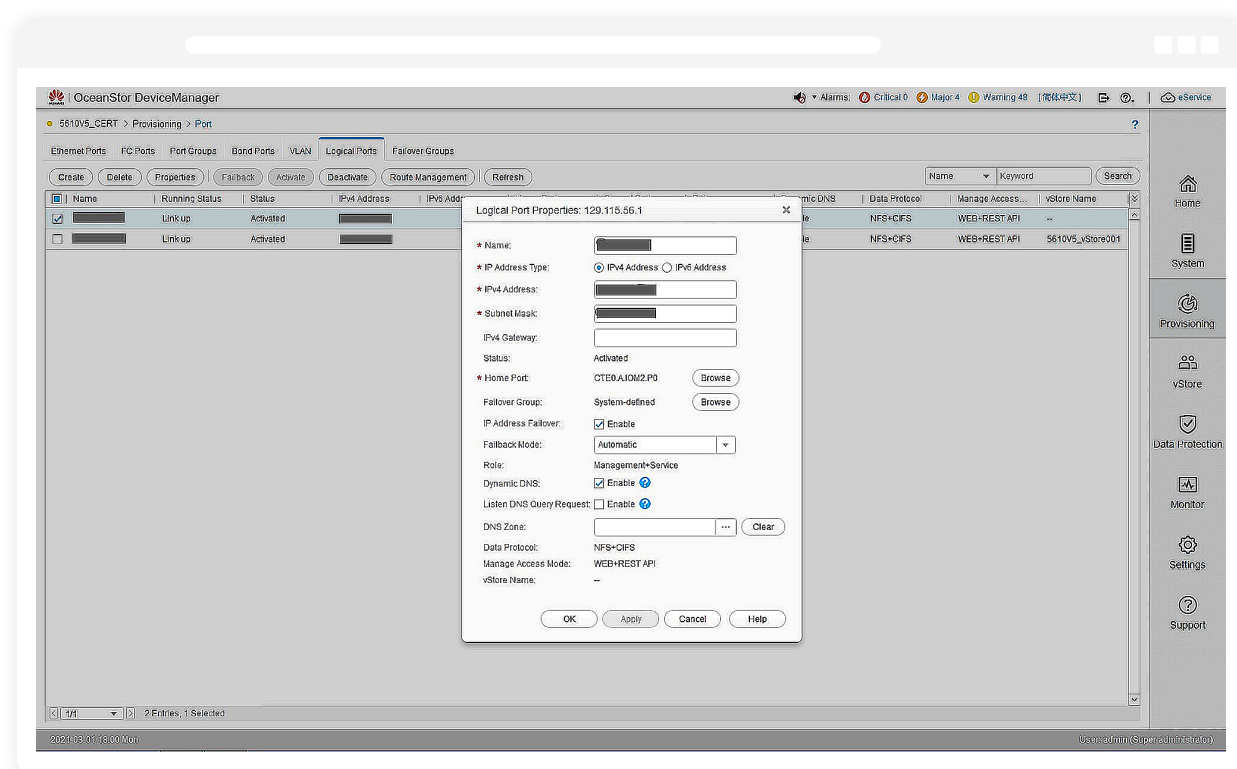 HUAWEI | OceanStor DeviceManager
Alarms: Critical 0 Major 4 Warning 48 [简体中文] eService
5610V5_CERT > Provisioning > Port
Ethernet Ports FC Ports Port Groups Bond Ports VLAN Logical Ports Failover Groups
Create Delete Properties Failback Activate Deactivate Route Management Refresh Name Keyword Search
Name Running Status Status IPv4 Address Data Protocol Manage Access... vStore Name
Link up Activated NFS+CIFS WEB+REST API --
Link up Activated NFS+CIFS WEB+REST API 5610V5_vStore001
Logical Port Properties: 129.115.56.1
* Name:
* IP Address Type: IPv4 Address IPv6 Address
* IPv4 Address:
* Subnet Mask:
IPv4 Gateway:
Status: Activated
* Home Port: CTE0.A.IOM2.P0 Browse
Failover Group: System-defined Browse
IP Address Failover: Enable
Failback Mode: Automatic
Role: Management+Service
Dynamic DNS: Enable
Listen DNS Query Request: Enable
DNS Zone: ... Clear
Data Protocol: NFS+CIFS
Manage Access Mode: WEB+REST API
vStore Name: --
OK Apply Cancel Help
Home
System
Provisioning
vStore
Data Protection
Monitor
Settings
Support
1/1 2 Entries, 1 Selected
2021-03-01 18:00 Mon User: admin (Super administrator)